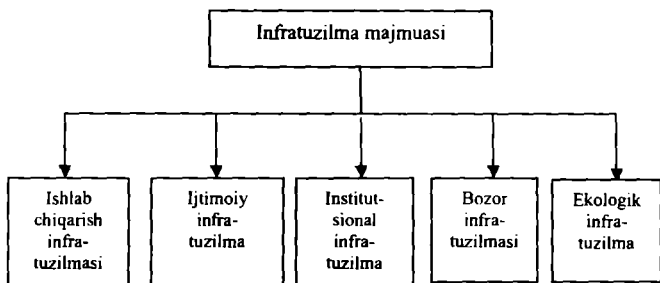 Infratuzilma majmuasi
Ishlab
chiqarish
infra-
tuzilmasi
Ijtimoiy
infra-
tuzilma
Institut-
sional
infra-
tuzilma
Bozor
infra-
tuzilmasi
Ekologik
infra-
tuzilma